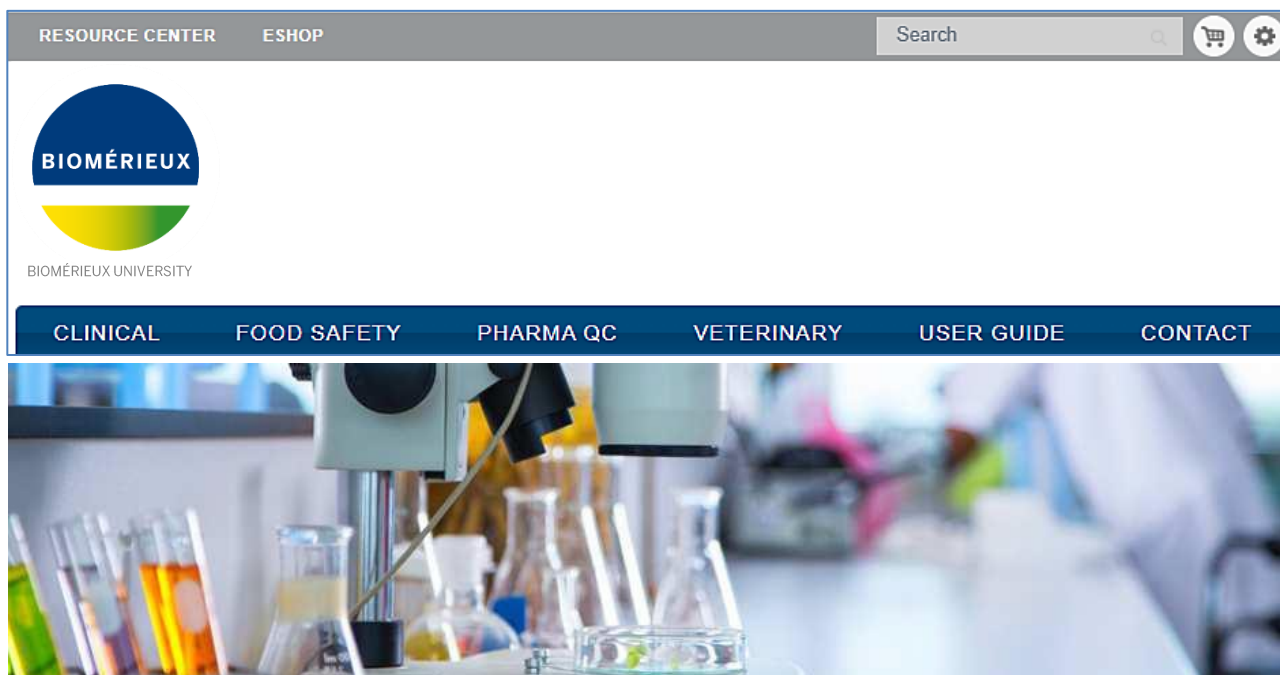 RESOURCE CENTER ESHOP Search
BIOMÉRIEUX
BIOMÉRIEUX UNIVERSITY
CLINICAL FOOD SAFETY PHARMA QC VETERINARY USER GUIDE CONTACT